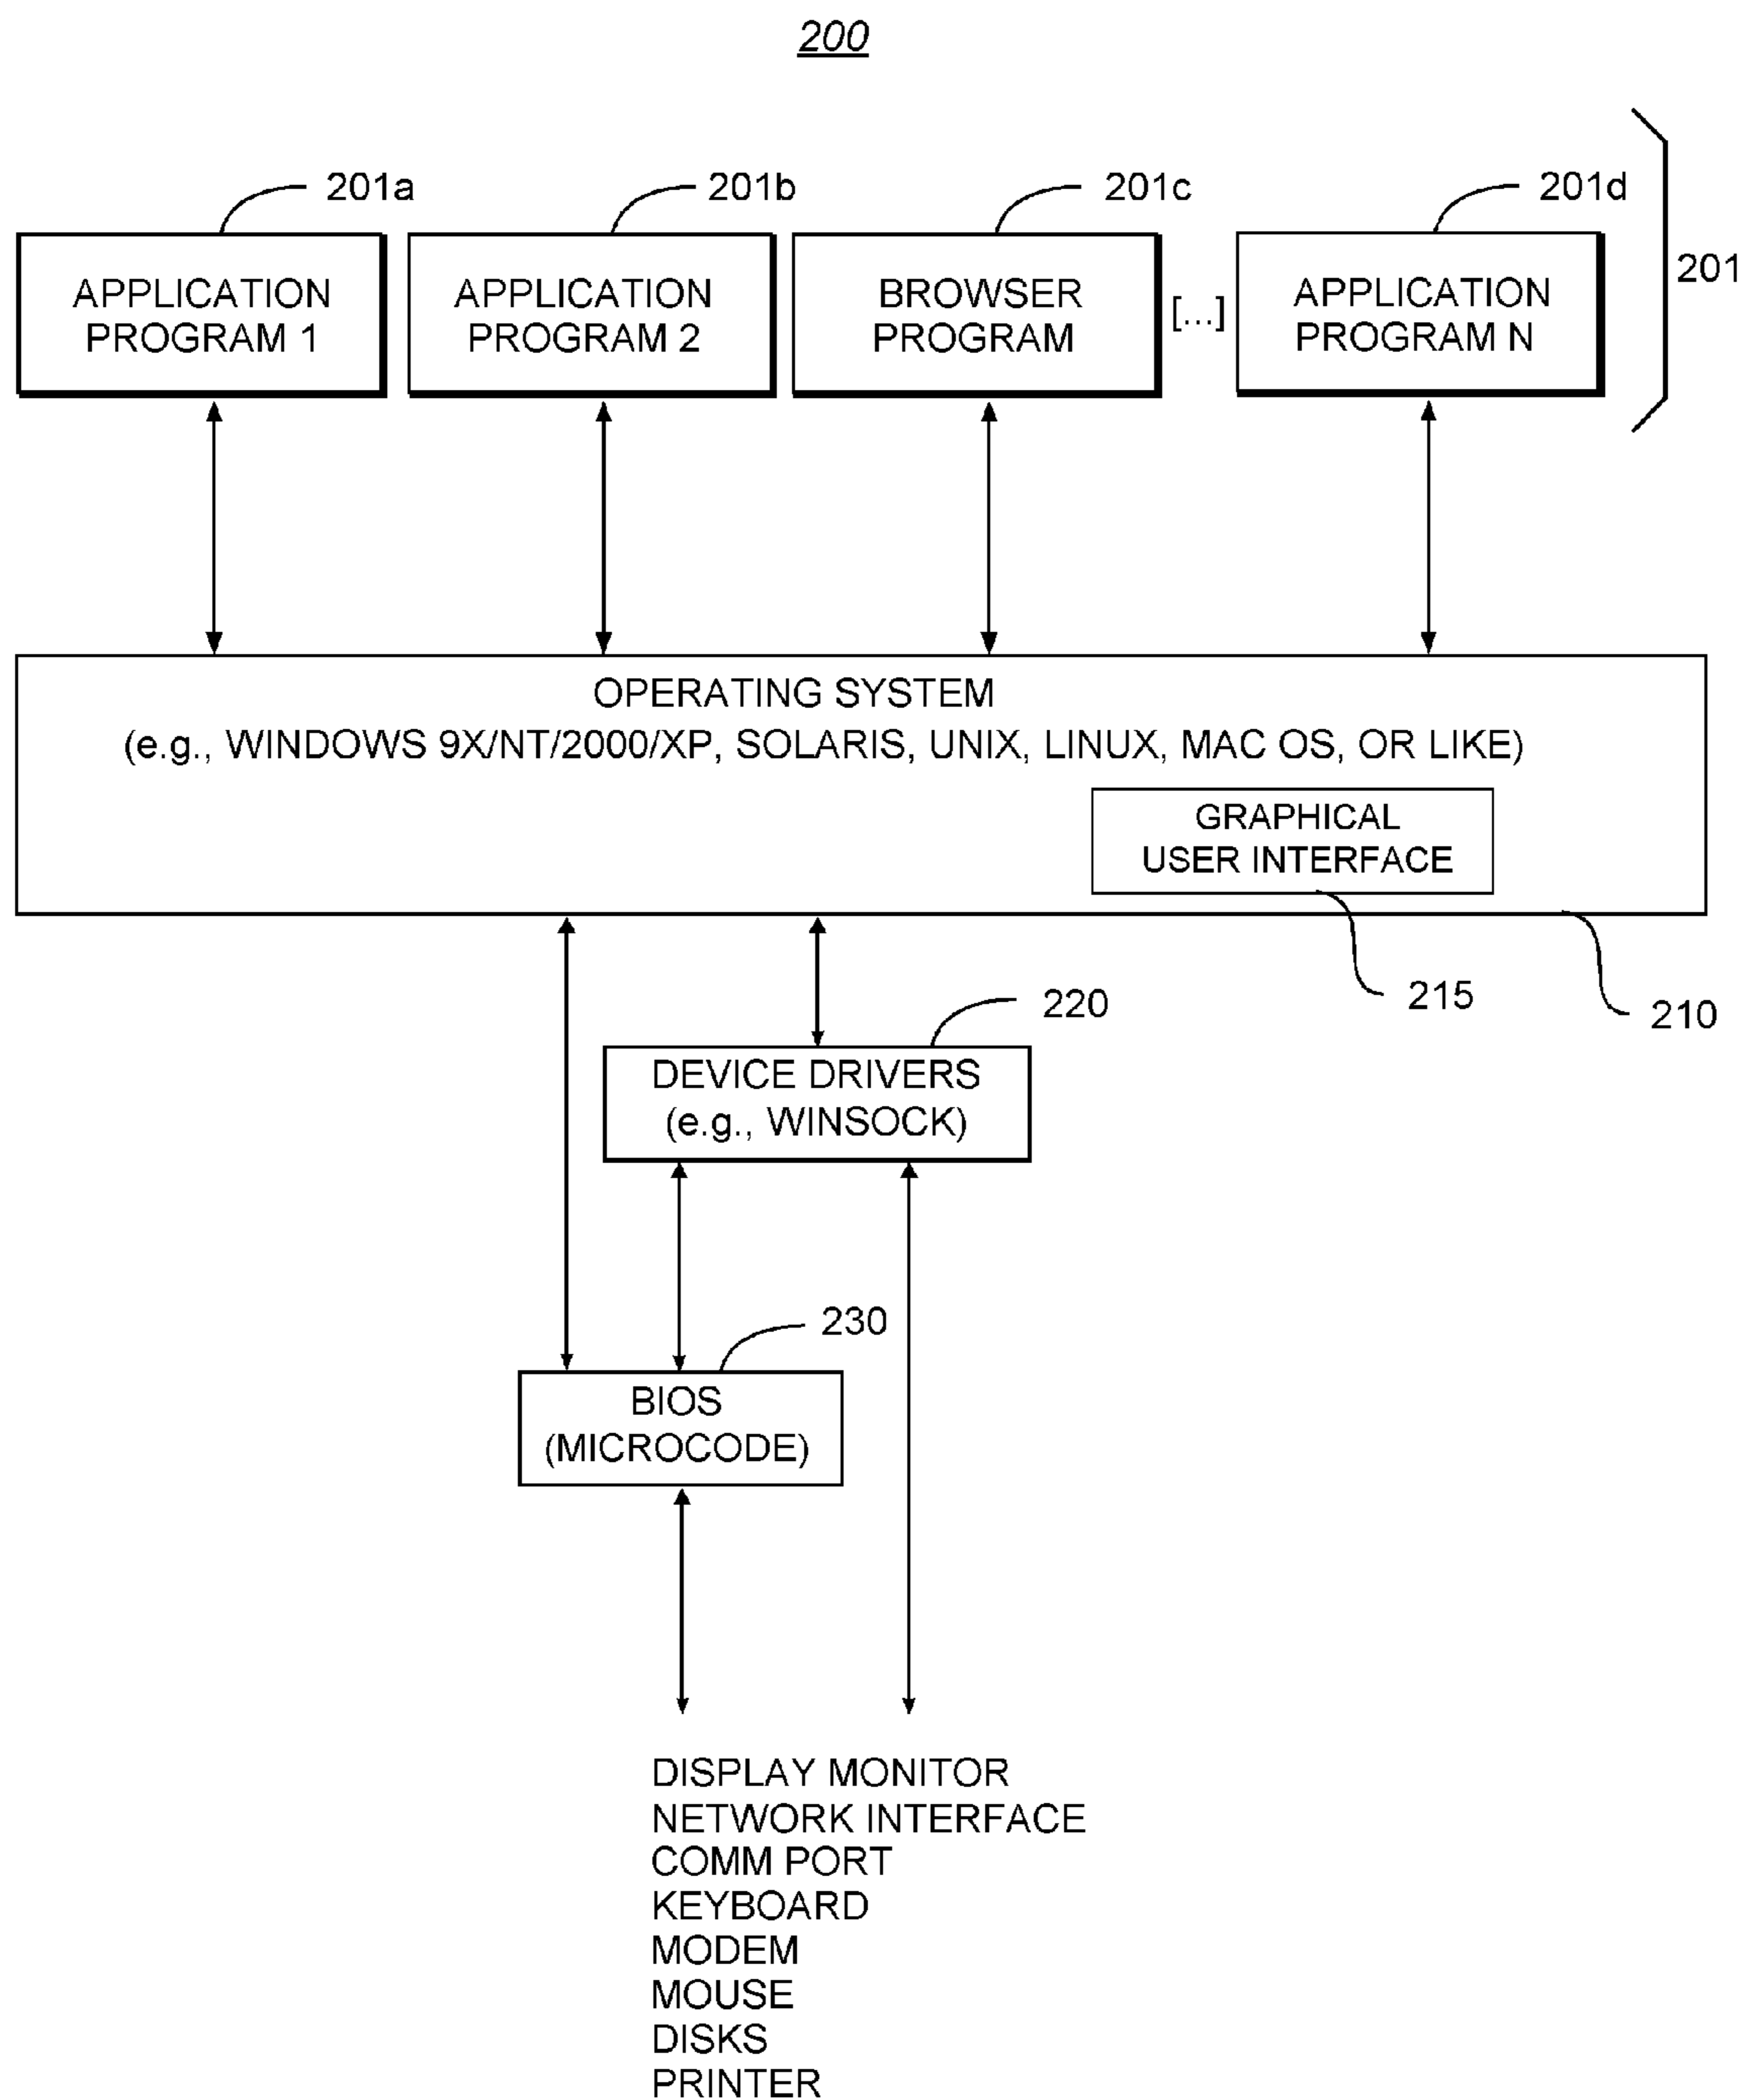 200
201a
201b
201c
201d
201
APPLICATION
PROGRAM 1
APPLICATION
PROGRAM 2
BROWSER
PROGRAM
[...]
APPLICATION
PROGRAM N
OPERATING SYSTEM
(e.g., WINDOWS 9X/NT/2000/XP, SOLARIS, UNIX, LINUX, MAC OS, OR LIKE)
GRAPHICAL
USER INTERFACE
215
210
220
DEVICE DRIVERS
(e.g., WINSOCK)
230
BIOS
(MICROCODE)
DISPLAY MONITOR
NETWORK INTERFACE
COMM PORT
KEYBOARD
MODEM
MOUSE
DISKS
PRINTER